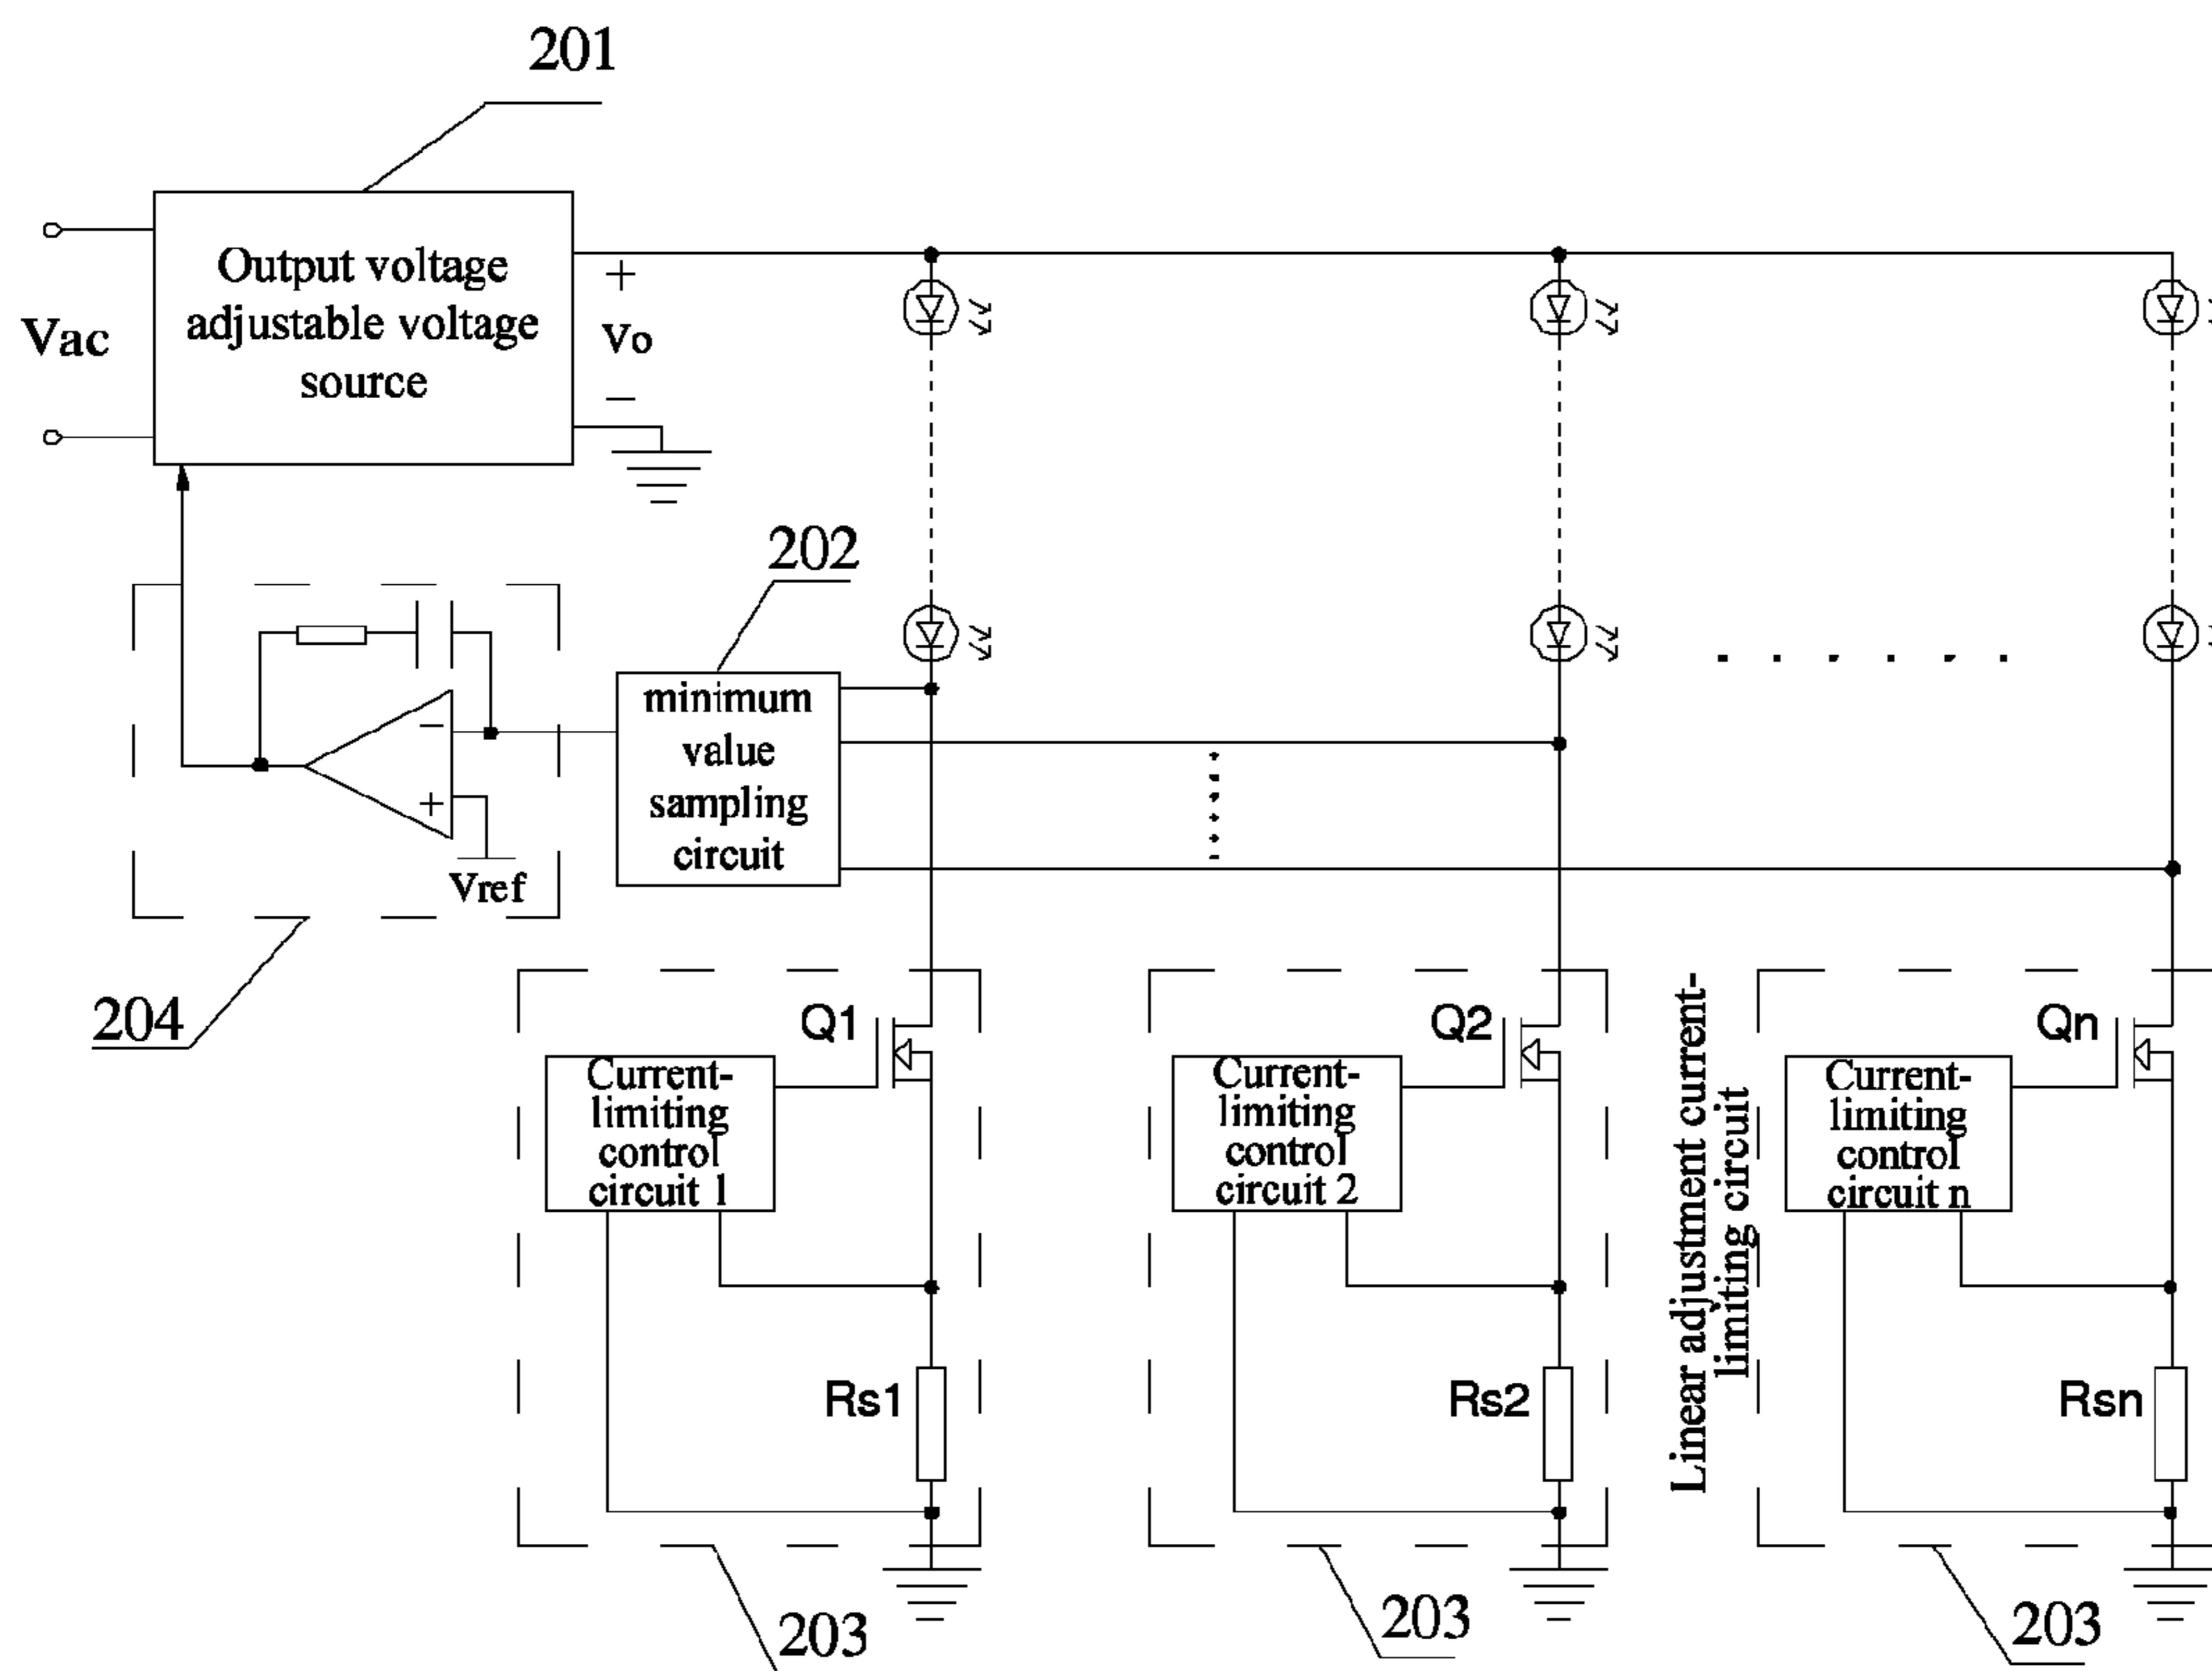 201
Output voltage
adjustable voltage
source
Vac
+
Vo
−
202
minimum
value
sampling
circuit
−
+
Vref
204
Q1
Current-
limiting
control
circuit 1
Rs1
203
Q2
Current-
limiting
control
circuit 2
Rs2
203
Linear adjustment current-
limiting circuit
Qn
Current-
limiting
control
circuit n
Rsn
203